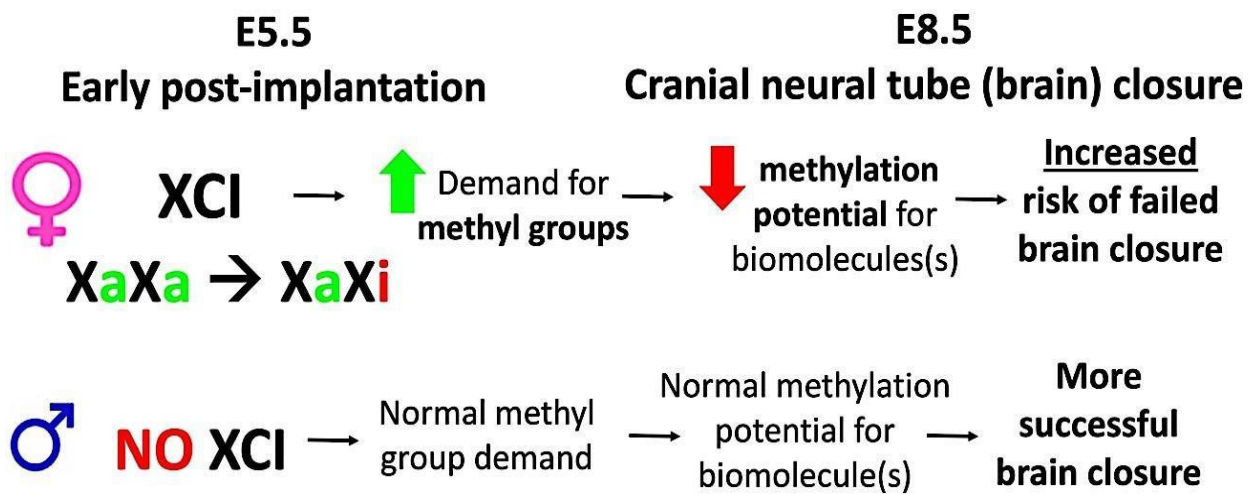 E5.5
Early post-implantation
E8.5
Cranial neural tube (brain) closure
XCI
XaXa → XaXi
Demand for
methyl groups
methylation
potential for
biomolecules(s)
Increased
risk of failed
brain closure
NO XCI
Normal methyl
group demand
Normal methylation
potential for
biomolecule(s)
More
successful
brain closure